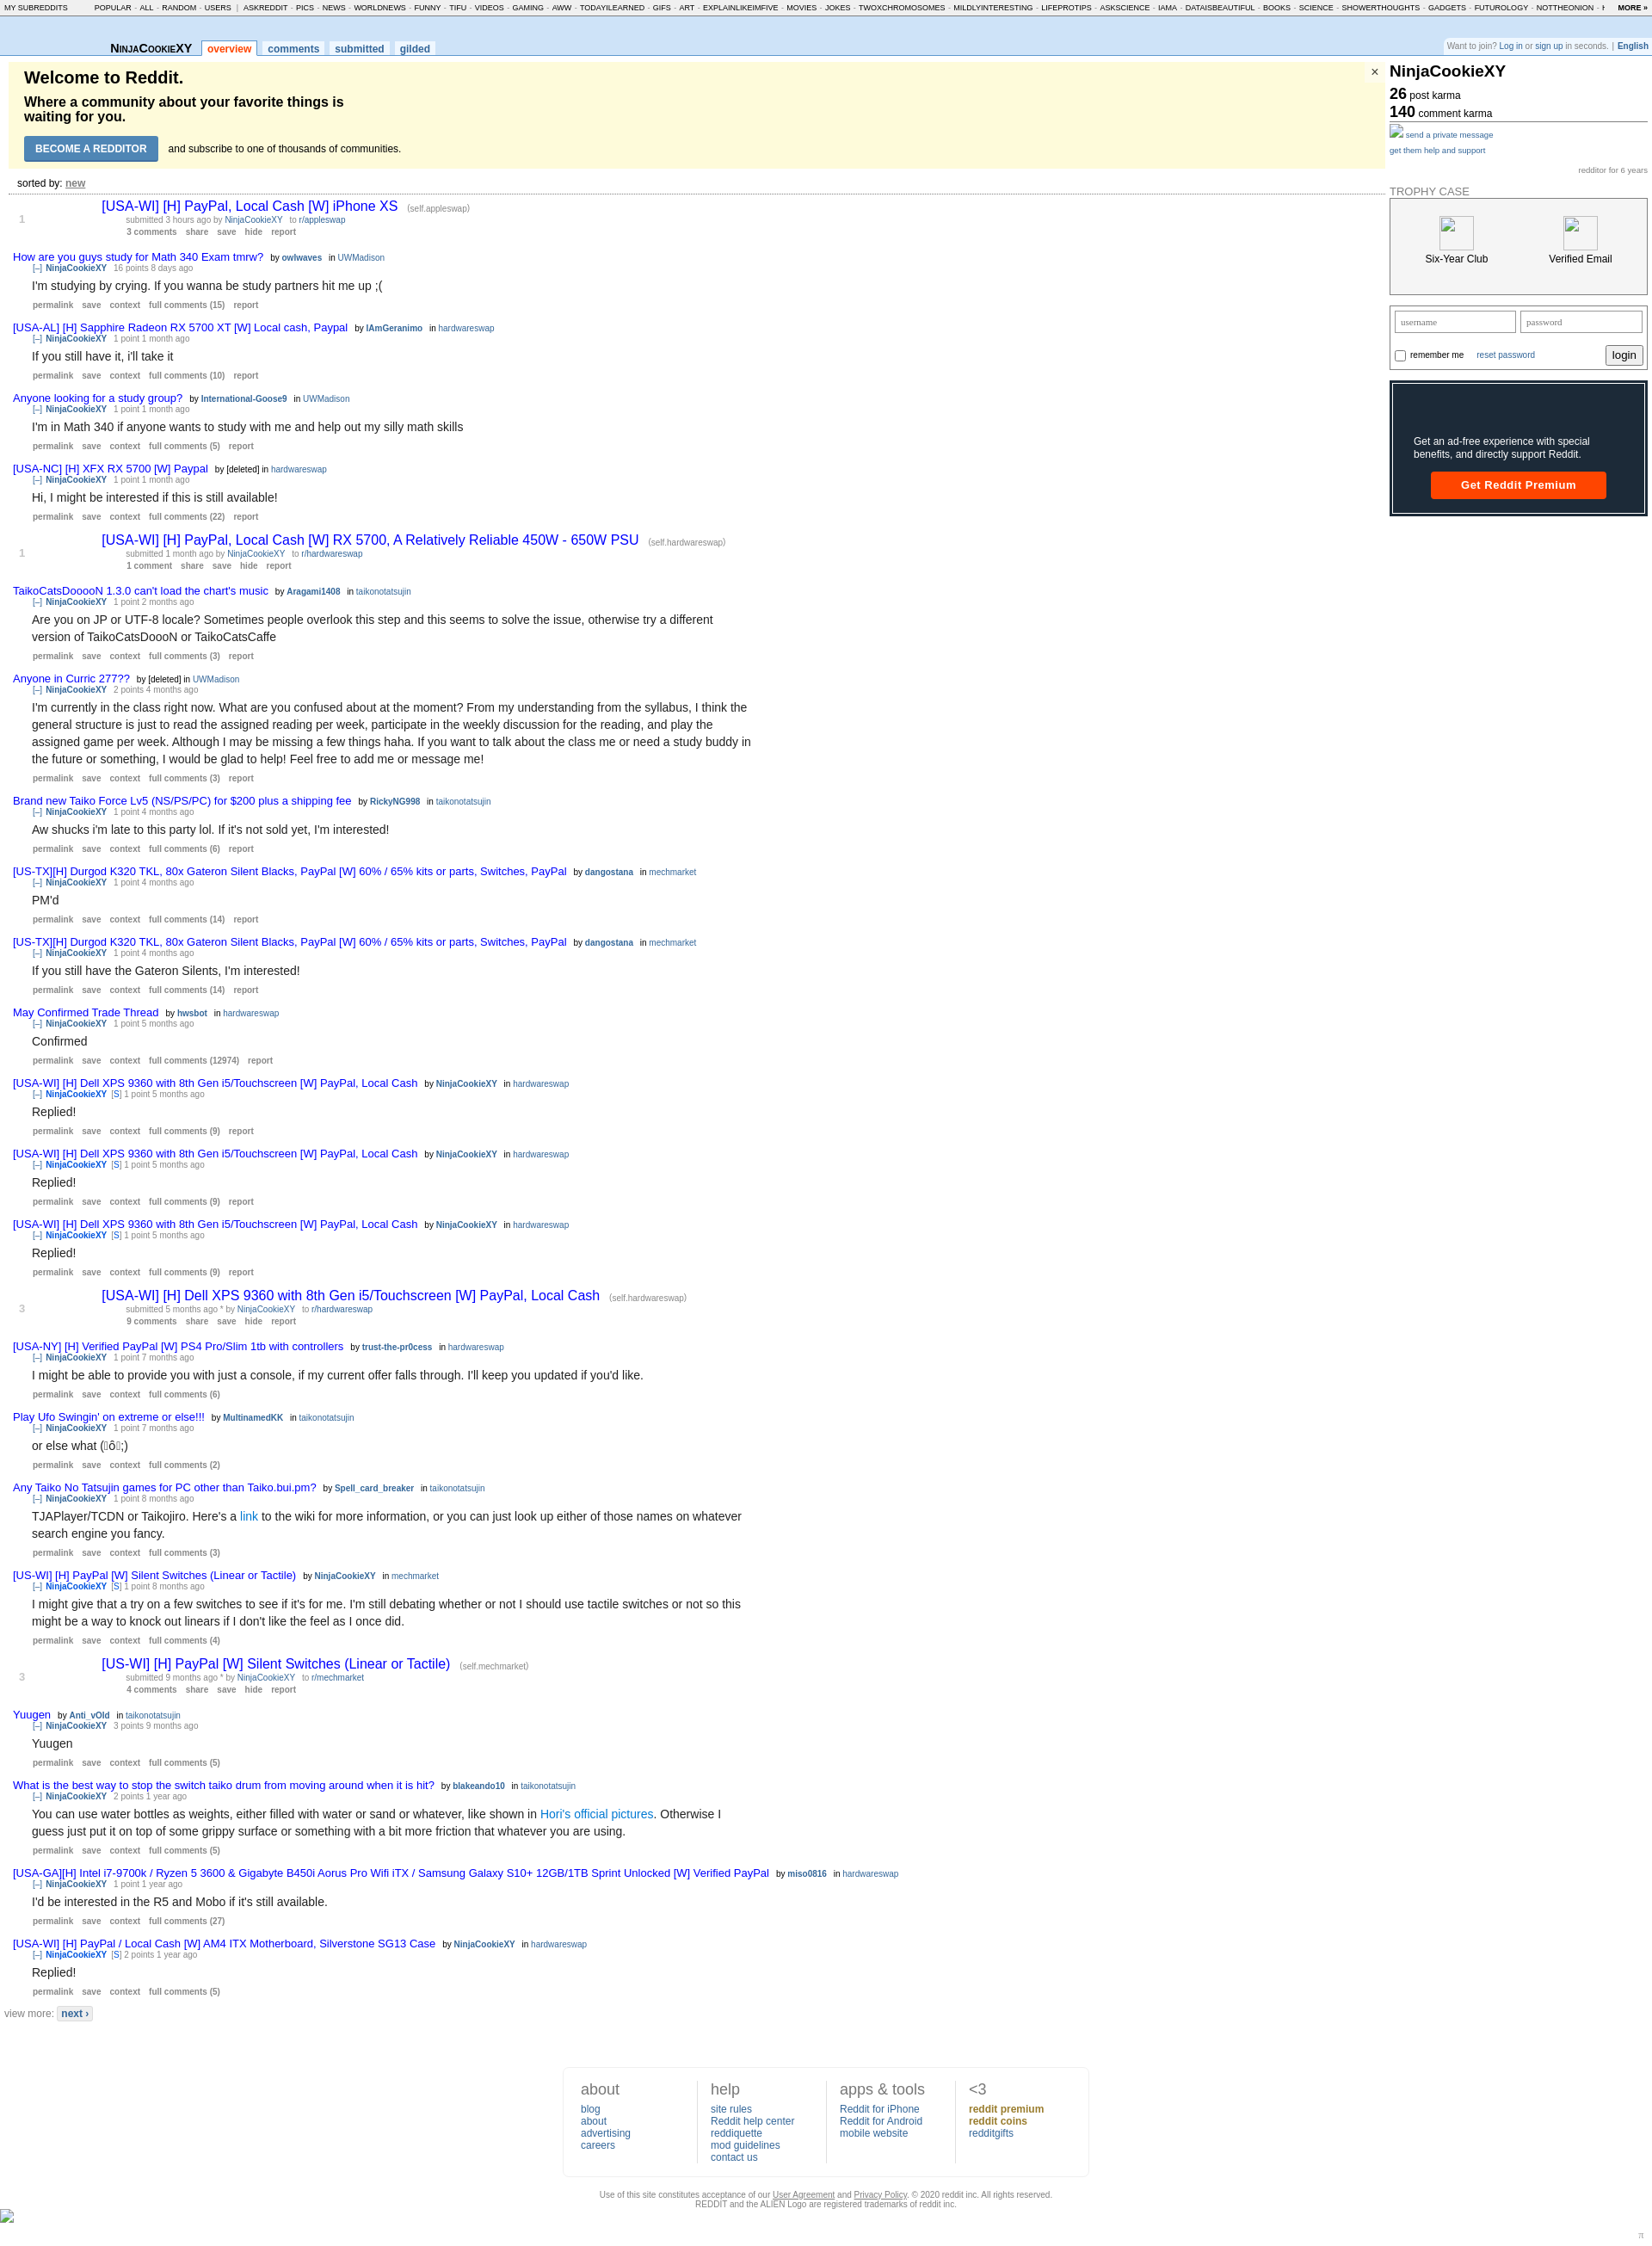 MY SUBREDDITS POPULAR - ALL - RANDOM - USERS | ASKREDDIT - PICS - NEWS - WORLDNEWS - FUNNY - TIFU - VIDEOS - GAMING - AWW - TODAYILEARNED - GIFS - ART - EXPLAINLIKEIMFIVE - MOVIES - JOKES - TWOXCHROMOSOMES - MILDLYINTERESTING - LIFEPROTIPS - ASKSCIENCE - IAMA - DATAISBEAUTIFUL - BOOKS - SCIENCE - SHOWERTHOUGHTS - GADGETS - FUTUROLOGY - NOTTHEONION - MORE »
NINJACOOKIEXY overview comments submitted gilded
Want to join? Log in or sign up in seconds. | English
Welcome to Reddit.
×
Where a community about your favorite things is
waiting for you.
BECOME A REDDITOR and subscribe to one of thousands of communities.
sorted by: new
1
[USA-WI] [H] PayPal, Local Cash [W] iPhone XS (self.appleswap)
submitted 3 hours ago by NinjaCookieXY to r/appleswap
3 comments share save hide report
How are you guys study for Math 340 Exam tmrw? by owlwaves in UWMadison
[–] NinjaCookieXY 16 points 8 days ago
I'm studying by crying. If you wanna be study partners hit me up ;(
permalink save context full comments (15) report
[USA-AL] [H] Sapphire Radeon RX 5700 XT [W] Local cash, Paypal by IAmGeranimo in hardwareswap
[–] NinjaCookieXY 1 point 1 month ago
If you still have it, i'll take it
permalink save context full comments (10) report
Anyone looking for a study group? by International-Goose9 in UWMadison
[–] NinjaCookieXY 1 point 1 month ago
I'm in Math 340 if anyone wants to study with me and help out my silly math skills
permalink save context full comments (5) report
[USA-NC] [H] XFX RX 5700 [W] Paypal by [deleted] in hardwareswap
[–] NinjaCookieXY 1 point 1 month ago
Hi, I might be interested if this is still available!
permalink save context full comments (22) report
1
[USA-WI] [H] PayPal, Local Cash [W] RX 5700, A Relatively Reliable 450W - 650W PSU (self.hardwareswap)
submitted 1 month ago by NinjaCookieXY to r/hardwareswap
1 comment share save hide report
TaikoCatsDooooN 1.3.0 can't load the chart's music by Aragami1408 in taikonotatsujin
[–] NinjaCookieXY 1 point 2 months ago
Are you on JP or UTF-8 locale? Sometimes people overlook this step and this seems to solve the issue, otherwise try a different
version of TaikoCatsDoooN or TaikoCatsCaffe
permalink save context full comments (3) report
Anyone in Curric 277?? by [deleted] in UWMadison
[–] NinjaCookieXY 2 points 4 months ago
I'm currently in the class right now. What are you confused about at the moment? From my understanding from the syllabus, I think the
general structure is just to read the assigned reading per week, participate in the weekly discussion for the reading, and play the
assigned game per week. Although I may be missing a few things haha. If you want to talk about the class me or need a study buddy in
the future or something, I would be glad to help! Feel free to add me or message me!
permalink save context full comments (3) report
Brand new Taiko Force Lv5 (NS/PS/PC) for $200 plus a shipping fee by RickyNG998 in taikonotatsujin
[–] NinjaCookieXY 1 point 4 months ago
Aw shucks i'm late to this party lol. If it's not sold yet, I'm interested!
permalink save context full comments (6) report
[US-TX][H] Durgod K320 TKL, 80x Gateron Silent Blacks, PayPal [W] 60% / 65% kits or parts, Switches, PayPal by dangostana in mechmarket
[–] NinjaCookieXY 1 point 4 months ago
PM'd
permalink save context full comments (14) report
[US-TX][H] Durgod K320 TKL, 80x Gateron Silent Blacks, PayPal [W] 60% / 65% kits or parts, Switches, PayPal by dangostana in mechmarket
[–] NinjaCookieXY 1 point 4 months ago
If you still have the Gateron Silents, I'm interested!
permalink save context full comments (14) report
May Confirmed Trade Thread by hwsbot in hardwareswap
[–] NinjaCookieXY 1 point 5 months ago
Confirmed
permalink save context full comments (12974) report
[USA-WI] [H] Dell XPS 9360 with 8th Gen i5/Touchscreen [W] PayPal, Local Cash by NinjaCookieXY in hardwareswap
[–] NinjaCookieXY [S] 1 point 5 months ago
Replied!
permalink save context full comments (9) report
[USA-WI] [H] Dell XPS 9360 with 8th Gen i5/Touchscreen [W] PayPal, Local Cash by NinjaCookieXY in hardwareswap
[–] NinjaCookieXY [S] 1 point 5 months ago
Replied!
permalink save context full comments (9) report
[USA-WI] [H] Dell XPS 9360 with 8th Gen i5/Touchscreen [W] PayPal, Local Cash by NinjaCookieXY in hardwareswap
[–] NinjaCookieXY [S] 1 point 5 months ago
Replied!
permalink save context full comments (9) report
3
[USA-WI] [H] Dell XPS 9360 with 8th Gen i5/Touchscreen [W] PayPal, Local Cash (self.hardwareswap)
submitted 5 months ago * by NinjaCookieXY to r/hardwareswap
9 comments share save hide report
[USA-NY] [H] Verified PayPal [W] PS4 Pro/Slim 1tb with controllers by trust-the-pr0cess in hardwareswap
[–] NinjaCookieXY 1 point 7 months ago
I might be able to provide you with just a console, if my current offer falls through. I'll keep you updated if you'd like.
permalink save context full comments (6)
Play Ufo Swingin' on extreme or else!!! by MultinamedKK in taikonotatsujin
[–] NinjaCookieXY 1 point 7 months ago
or else what (ô;)
permalink save context full comments (2)
Any Taiko No Tatsujin games for PC other than Taiko.bui.pm? by Spell_card_breaker in taikonotatsujin
[–] NinjaCookieXY 1 point 8 months ago
TJAPlayer/TCDN or Taikojiro. Here's a link to the wiki for more information, or you can just look up either of those names on whatever
search engine you fancy.
permalink save context full comments (3)
[US-WI] [H] PayPal [W] Silent Switches (Linear or Tactile) by NinjaCookieXY in mechmarket
[–] NinjaCookieXY [S] 1 point 8 months ago
I might give that a try on a few switches to see if it's for me. I'm still debating whether or not I should use tactile switches or not so this
might be a way to knock out linears if I don't like the feel as I once did.
permalink save context full comments (4)
3
[US-WI] [H] PayPal [W] Silent Switches (Linear or Tactile) (self.mechmarket)
submitted 9 months ago * by NinjaCookieXY to r/mechmarket
4 comments share save hide report
Yuugen by Anti_vOld in taikonotatsujin
[–] NinjaCookieXY 3 points 9 months ago
Yuugen
permalink save context full comments (5)
What is the best way to stop the switch taiko drum from moving around when it is hit? by blakeando10 in taikonotatsujin
[–] NinjaCookieXY 2 points 1 year ago
You can use water bottles as weights, either filled with water or sand or whatever, like shown in Hori's official pictures. Otherwise I
guess just put it on top of some grippy surface or something with a bit more friction that whatever you are using.
permalink save context full comments (5)
[USA-GA][H] Intel i7-9700k / Ryzen 5 3600 & Gigabyte B450i Aorus Pro Wifi iTX / Samsung Galaxy S10+ 12GB/1TB Sprint Unlocked [W] Verified PayPal by miso0816 in hardwareswap
[–] NinjaCookieXY 1 point 1 year ago
I'd be interested in the R5 and Mobo if it's still available.
permalink save context full comments (27)
[USA-WI] [H] PayPal / Local Cash [W] AM4 ITX Motherboard, Silverstone SG13 Case by NinjaCookieXY in hardwareswap
[–] NinjaCookieXY [S] 2 points 1 year ago
Replied!
permalink save context full comments (5)
view more: next ›
NinjaCookieXY
26 post karma
140 comment karma
send a private message
get them help and support
redditor for 6 years
TROPHY CASE
Six-Year Club Verified Email
username password
remember me reset password login
Get an ad-free experience with special
benefits, and directly support Reddit.
Get Reddit Premium
about
blog
about
advertising
careers
help
site rules
Reddit help center
reddiquette
mod guidelines
contact us
apps & tools
Reddit for iPhone
Reddit for Android
mobile website
<3
reddit premium
reddit coins
redditgifts
Use of this site constitutes acceptance of our User Agreement and Privacy Policy. © 2020 reddit inc. All rights reserved.
REDDIT and the ALIEN Logo are registered trademarks of reddit inc.
π